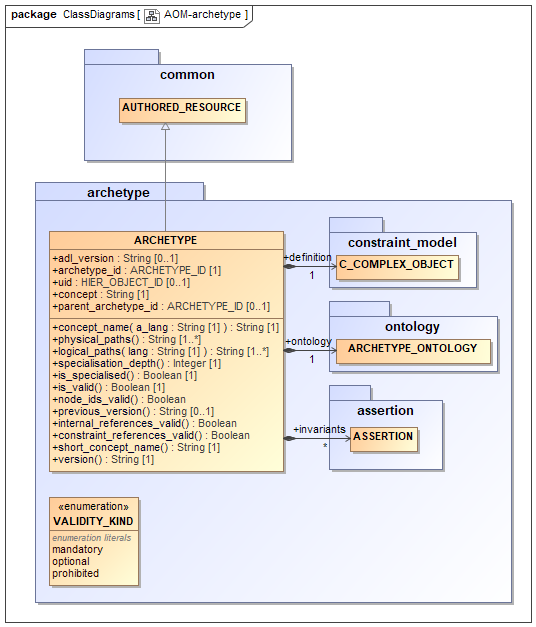 package ClassDiagrams [ AOM-archetype ]
common
AUTHORED_RESOURCE
archetype
ARCHETYPE
+adl_version : String [0..1]
+archetype_id : ARCHETYPE_ID [1]
+uid : HIER_OBJECT_ID [0..1]
+concept : String [1]
+parent_archetype_id : ARCHETYPE_ID [0..1]
+concept_name( a_lang : String [1] ) : String [1]
+physical_paths() : String [1..*]
+logical_paths( lang : String [1] ) : String [1..*]
+specialisation_depth() : Integer [1]
+is_specialised() : Boolean [1]
+is_valid() : Boolean [1]
+node_ids_valid() : Boolean
+previous_version() : String [0..1]
+internal_references_valid() : Boolean
+constraint_references_valid() : Boolean
+short_concept_name() : String [1]
+version() : String [1]
+definition
1
constraint_model
C_COMPLEX_OBJECT
+ontology
1
ontology
ARCHETYPE_ONTOLOGY
+invariants
*
assertion
ASSERTION
«enumeration»
VALIDITY_KIND
enumeration literals
mandatory
optional
prohibited